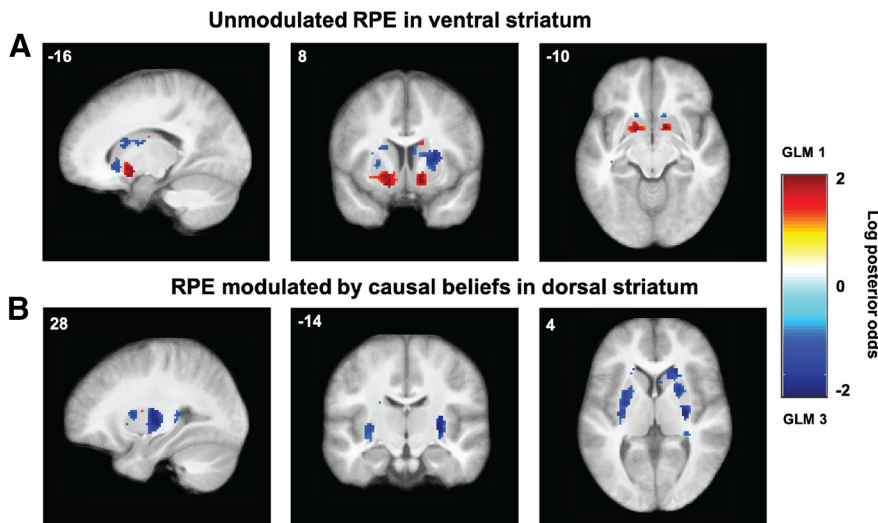 Unmodulated RPE in ventral striatum
A
-16
8
-10
GLM 1
2
0
-2
Log posterior odds
GLM 3
RPE modulated by causal beliefs in dorsal striatum
B
28
-14
4